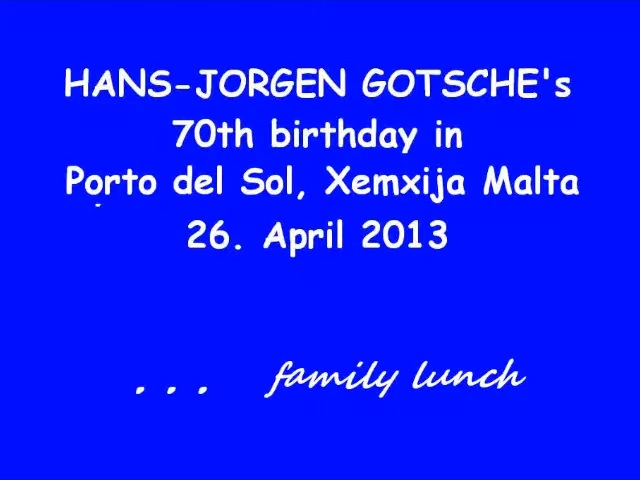 HANS-JORGEN GOTSCHE's
70th birthday in
Porto del Sol, Xemxija Malta
26. April 2013
. . . family lunch